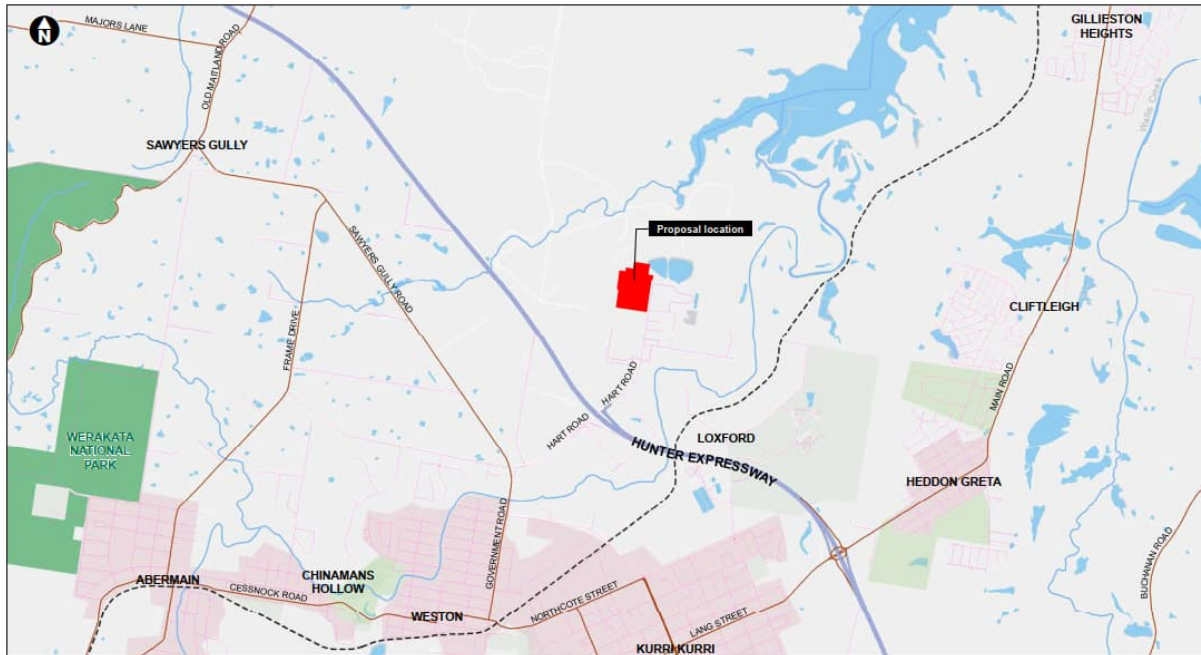 GILLIESTON
HEIGHTS
MAJORS LANE
N
OLD MAITLAND ROAD
Wallis Creek
SAWYERS GULLY
Proposal location
SAWYERS GULLY ROAD
FRAME DRIVE
CLIFTLEIGH
MAIN ROAD
HART ROAD
HART ROAD
LOXFORD
HUNTER EXPRESSWAY
WERAKATA
NATIONAL
PARK
HEDDON GRETA
GOVERNMENT ROAD
BUCHANAN ROAD
ABERMAIN
CHINAMANS
HOLLOW
CESSNOCK ROAD
WESTON
NORTHCOTE STREET
LANG STREET
KURRI KURRI